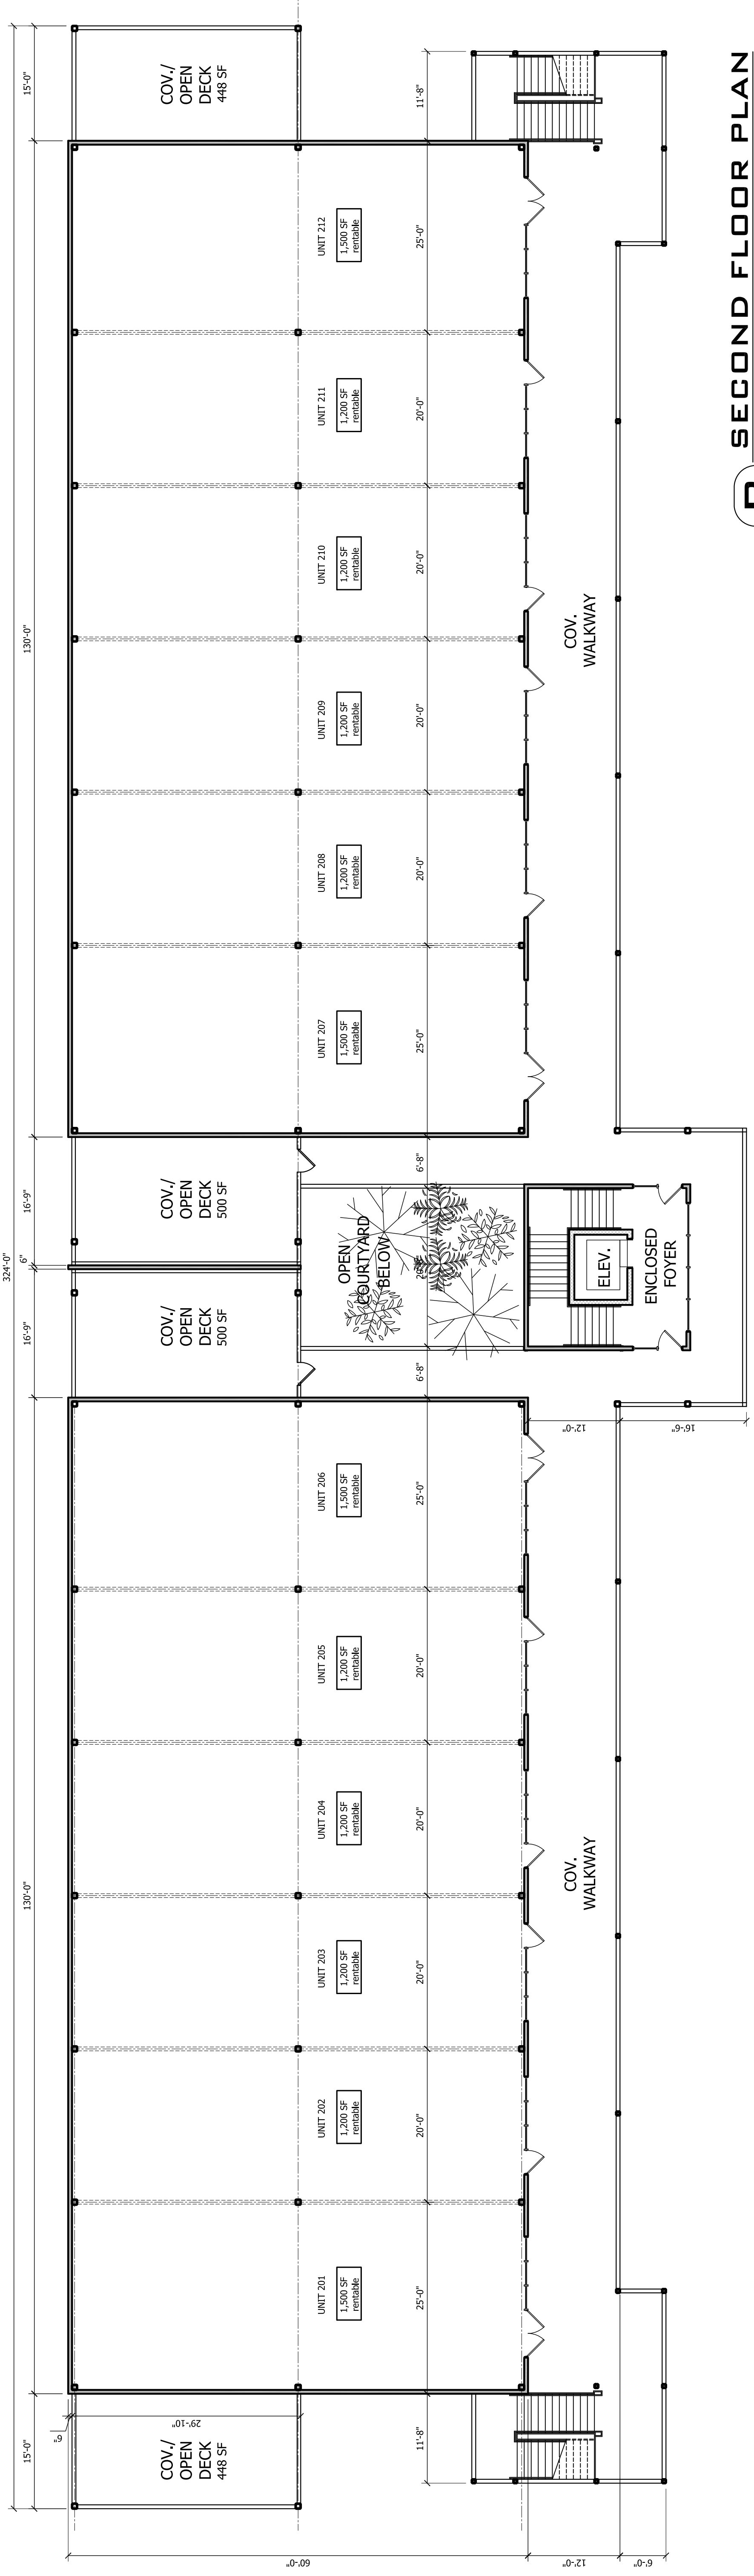 324'-0"
15'-0"
130'-0"
16'-9"
6"
16'-9"
130'-0"
15'-0"
6"
29'-10"
60'-0"
COV./
OPEN
DECK
448 SF
COV./
OPEN
DECK
500 SF
COV./
OPEN
DECK
500 SF
COV./
OPEN
DECK
448 SF
UNIT 201
1,500 SF
rentable
UNIT 202
1,200 SF
rentable
UNIT 203
1,200 SF
rentable
UNIT 204
1,200 SF
rentable
UNIT 205
1,200 SF
rentable
UNIT 206
1,500 SF
rentable
OPEN
COURTYARD
BELOW
UNIT 207
1,500 SF
rentable
UNIT 208
1,200 SF
rentable
UNIT 209
1,200 SF
rentable
UNIT 210
1,200 SF
rentable
UNIT 211
1,200 SF
rentable
UNIT 212
1,500 SF
rentable
11'-8"
25'-0"
20'-0"
20'-0"
20'-0"
20'-0"
25'-0"
6'-8"
6'-8"
25'-0"
20'-0"
20'-0"
20'-0"
20'-0"
25'-0"
11'-8"
12'-0"
COV.
WALKWAY
12'-0"
ELEV.
COV.
WALKWAY
6'-0"
16'-6"
ENCLOSED
FOYER
SECOND FLOOR PLAN